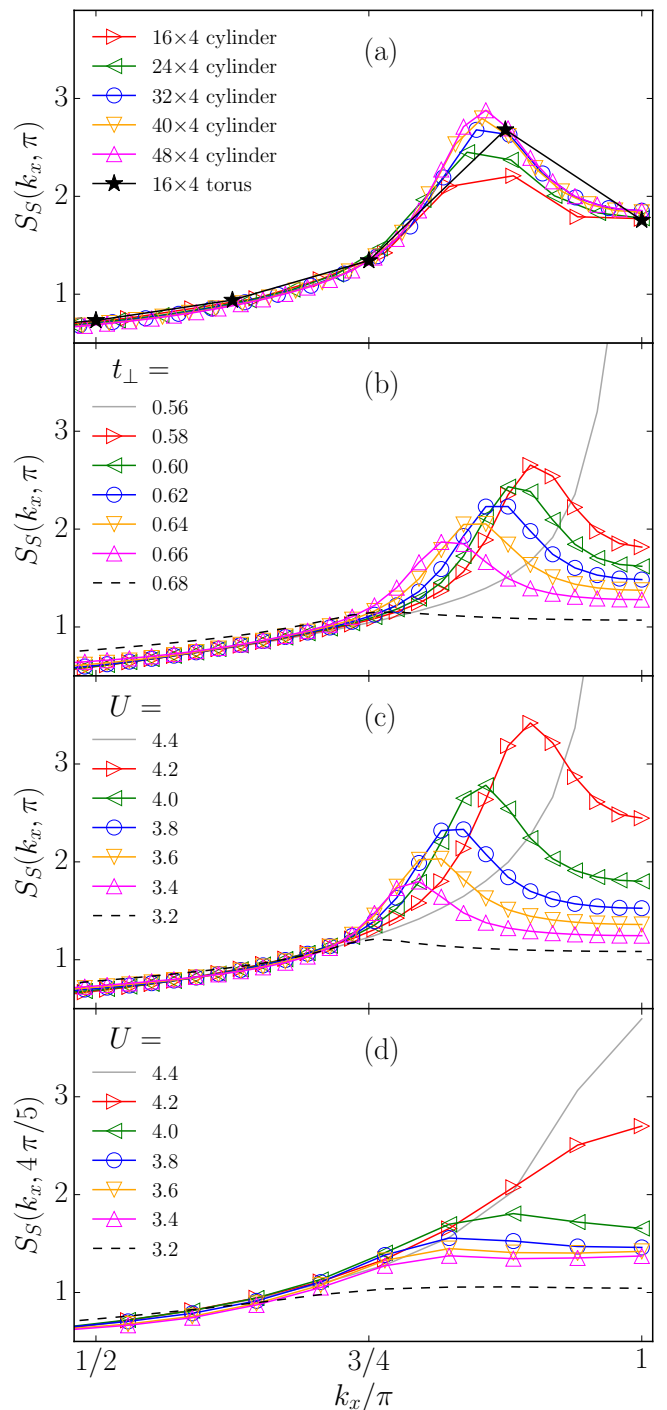 (a)
16×4 cylinder
24×4 cylinder
32×4 cylinder
40×4 cylinder
48×4 cylinder
16×4 torus
3
2
1
S_S(k_x, π)
(b)
t_⊥ =
0.56
0.58
0.60
0.62
0.64
0.66
0.68
3
2
1
S_S(k_x, π)
(c)
U =
4.4
4.2
4.0
3.8
3.6
3.4
3.2
3
2
1
S_S(k_x, π)
(d)
U =
4.4
4.2
4.0
3.8
3.6
3.4
3.2
3
2
1
S_S(k_x, 4π/5)
1/2 3/4 1
k_x/π